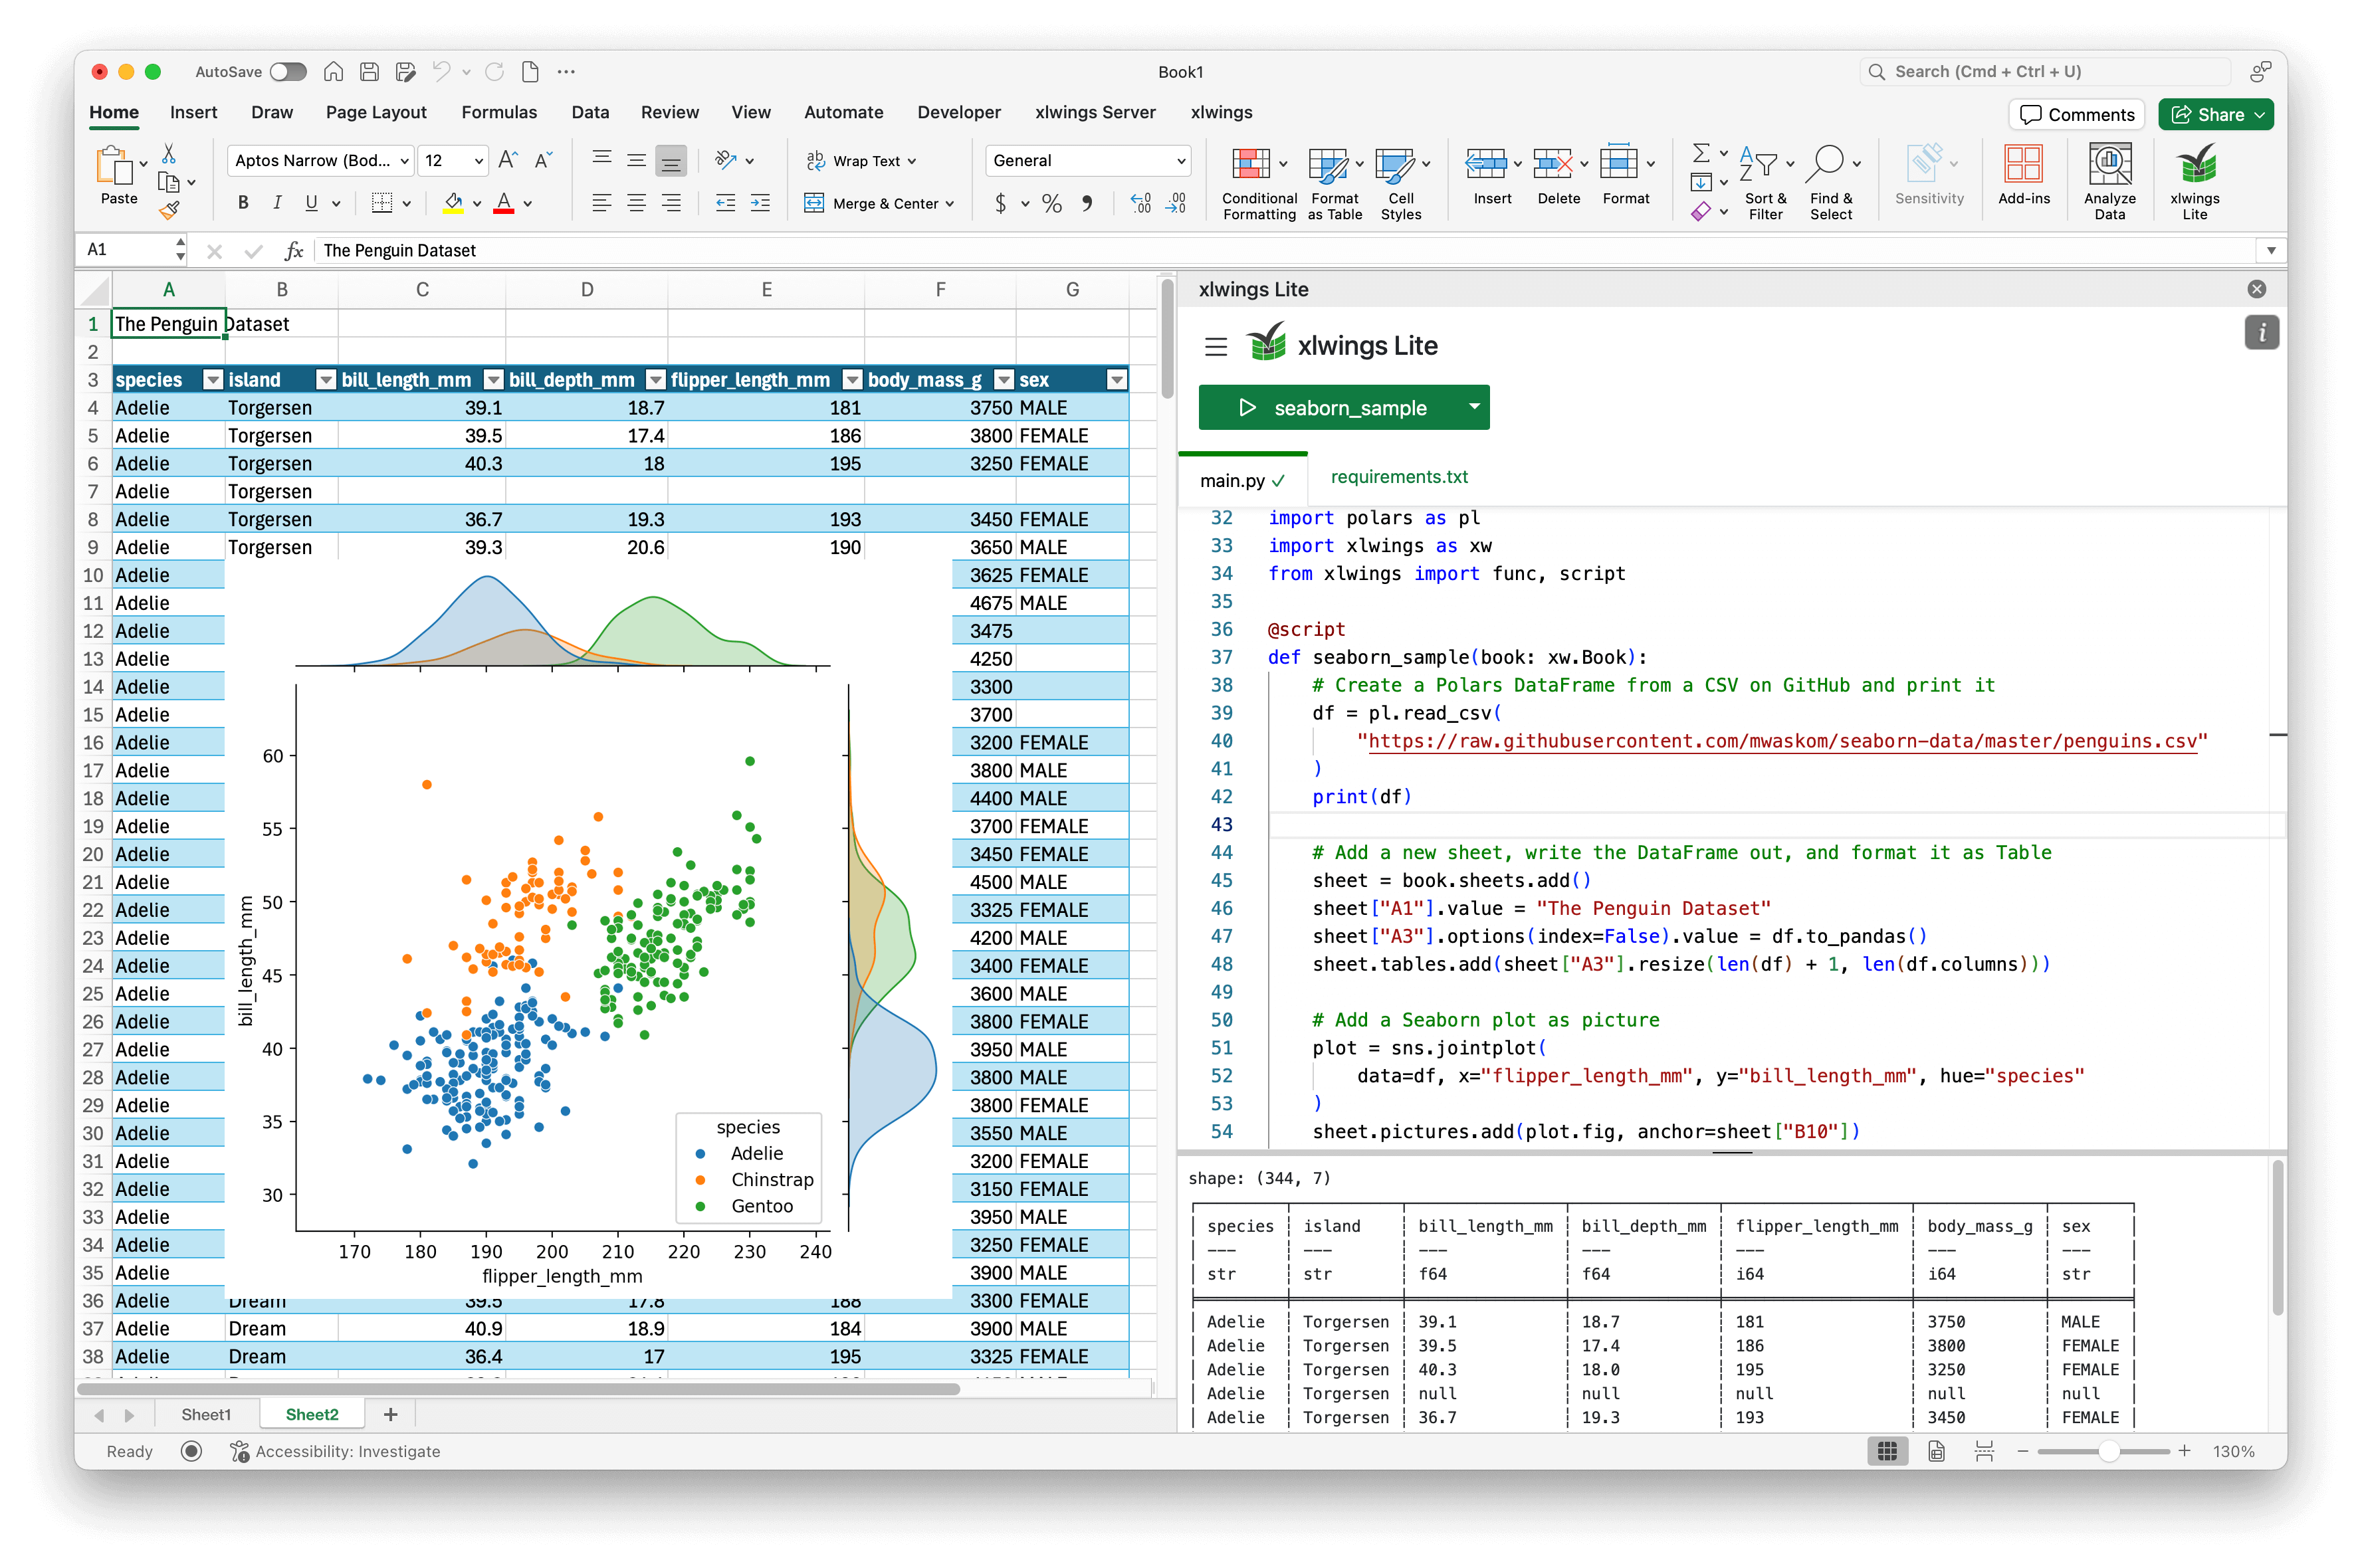 AutoSave
Book1
Search (Cmd + Ctrl + U)
Home Insert Draw Page Layout Formulas Data Review View Automate Developer xlwings Server xlwings
Comments
Share
Paste
Aptos Narrow (Bod... 12
B I U
Wrap Text
Merge & Center
General
$ % 
Conditional Formatting
Format as Table
Cell Styles
Insert
Delete
Format
Sort & Filter
Find & Select
Sensitivity
Add-ins
Analyze Data
xlwings Lite
A1 fx The Penguin Dataset
A B C D E F G
1 The Penguin Dataset
2
3 species island bill_length_mm bill_depth_mm flipper_length_mm body_mass_g sex
4 Adelie Torgersen 39.1 18.7 181 3750 MALE
5 Adelie Torgersen 39.5 17.4 186 3800 FEMALE
6 Adelie Torgersen 40.3 18 195 3250 FEMALE
7 Adelie Torgersen
8 Adelie Torgersen 36.7 19.3 193 3450 FEMALE
9 Adelie Torgersen 39.3 20.6 190 3650 MALE
10 Adelie 3625 FEMALE
11 Adelie 4675 MALE
12 Adelie 3475
13 Adelie 4250
14 Adelie 3300
15 Adelie 3700
16 Adelie 3200 FEMALE
17 Adelie 3800 MALE
18 Adelie 4400 MALE
19 Adelie 3700 FEMALE
20 Adelie 3450 FEMALE
21 Adelie 4500 MALE
22 Adelie 3325 FEMALE
23 Adelie 4200 MALE
24 Adelie 3400 FEMALE
25 Adelie 3600 MALE
26 Adelie 3800 FEMALE
27 Adelie 3950 MALE
28 Adelie 3800 MALE
29 Adelie 3800 FEMALE
30 Adelie 3550 MALE
31 Adelie 3200 FEMALE
32 Adelie 3150 FEMALE
33 Adelie 3950 MALE
34 Adelie 3250 FEMALE
35 Adelie 3900 MALE
36 Adelie Dream 39.5 17.8 188 3300 FEMALE
37 Adelie Dream 40.9 18.9 184 3900 MALE
38 Adelie Dream 36.4 17 195 3325 FEMALE
60
55
50
45
40
35
30
bill_length_mm
170 180 190 200 210 220 230 240
flipper_length_mm
species
Adelie
Chinstrap
Gentoo
Sheet1 Sheet2 +
Ready Accessibility: Investigate
130%
xlwings Lite
xlwings Lite
seaborn_sample
main.py requirements.txt
32 import polars as pl
33 import xlwings as xw
34 from xlwings import func, script
35
36 @script
37 def seaborn_sample(book: xw.Book):
38 # Create a Polars DataFrame from a CSV on GitHub and print it
39 df = pl.read_csv(
40 "https://raw.githubusercontent.com/mwaskom/seaborn-data/master/penguins.csv"
41 )
42 print(df)
43
44 # Add a new sheet, write the DataFrame out, and format it as Table
45 sheet = book.sheets.add()
46 sheet["A1"].value = "The Penguin Dataset"
47 sheet["A3"].options(index=False).value = df.to_pandas()
48 sheet.tables.add(sheet["A3"].resize(len(df) + 1, len(df.columns)))
49
50 # Add a Seaborn plot as picture
51 plot = sns.jointplot(
52 data=df, x="flipper_length_mm", y="bill_length_mm", hue="species"
53 )
54 sheet.pictures.add(plot.fig, anchor=sheet["B10"])
shape: (344, 7)
species island bill_length_mm bill_depth_mm flipper_length_mm body_mass_g sex
--- --- --- --- --- --- ---
str str f64 f64 i64 i64 str
Adelie Torgersen 39.1 18.7 181 3750 MALE
Adelie Torgersen 39.5 17.4 186 3800 FEMALE
Adelie Torgersen 40.3 18.0 195 3250 FEMALE
Adelie Torgersen null null null null null
Adelie Torgersen 36.7 19.3 193 3450 FEMALE